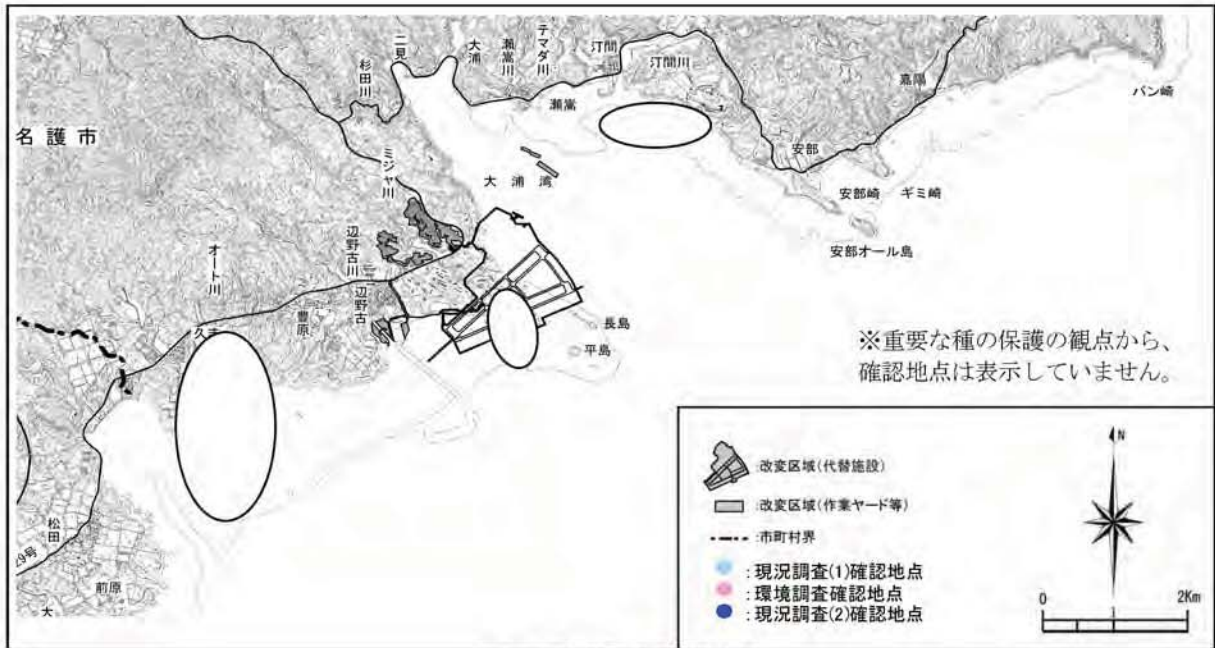 名護市
杉田川
二見
大浦
瀬嵩川
テマダ川
汀間
汀間川
瀬嵩
嘉陽
バン崎
安部
安部崎
ギミ崎
安部オール島
大浦湾
ミジャ川
辺野古川
辺野古
オート川
豊原
久志
長島
平島
松田
前原
大
29号
※重要な種の保護の観点から、
確認地点は表示していません。
:改変区域(代替施設)
:改変区域(作業ヤード等)
:市町村界
:現況調査(1)確認地点
:環境調査確認地点
:現況調査(2)確認地点
N
0
2Km